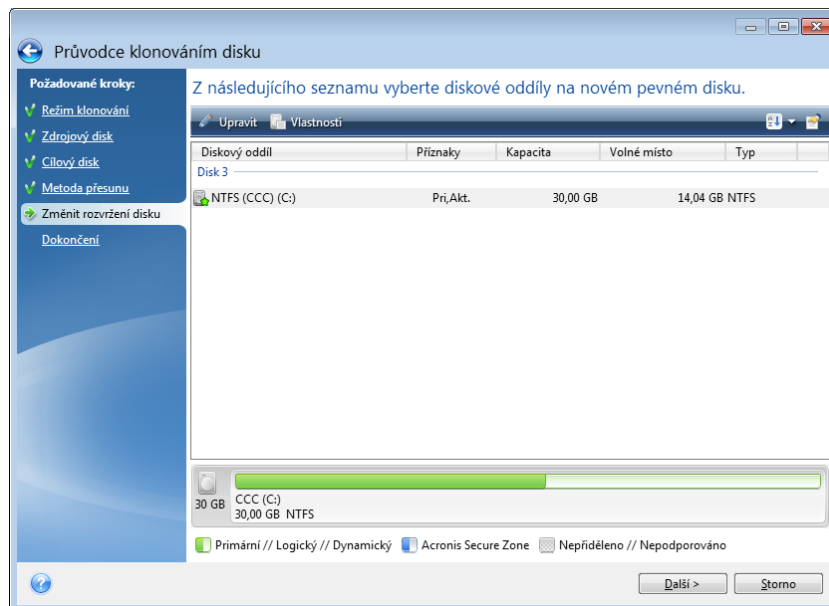 Průvodce klonováním disku
Požadované kroky:
Režim klonování
Zdrojový disk
Cílový disk
Metoda přesunu
Změnit rozvržení disku
Dokončení
Z následujícího seznamu vyberte diskové oddíly na novém pevném disku.
Upravit Vlastnosti
Diskový oddíl Příznaky Kapacita Volné místo Typ
Disk 3
NTFS (CCC) (C:) Pri,Akt. 30,00 GB 14,04 GB NTFS
30 GB
CCC (C:)
30,00 GB NTFS
Primární // Logický // Dynamický Acronis Secure Zone Nepřiděleno // Nepodporováno
Další > Storno